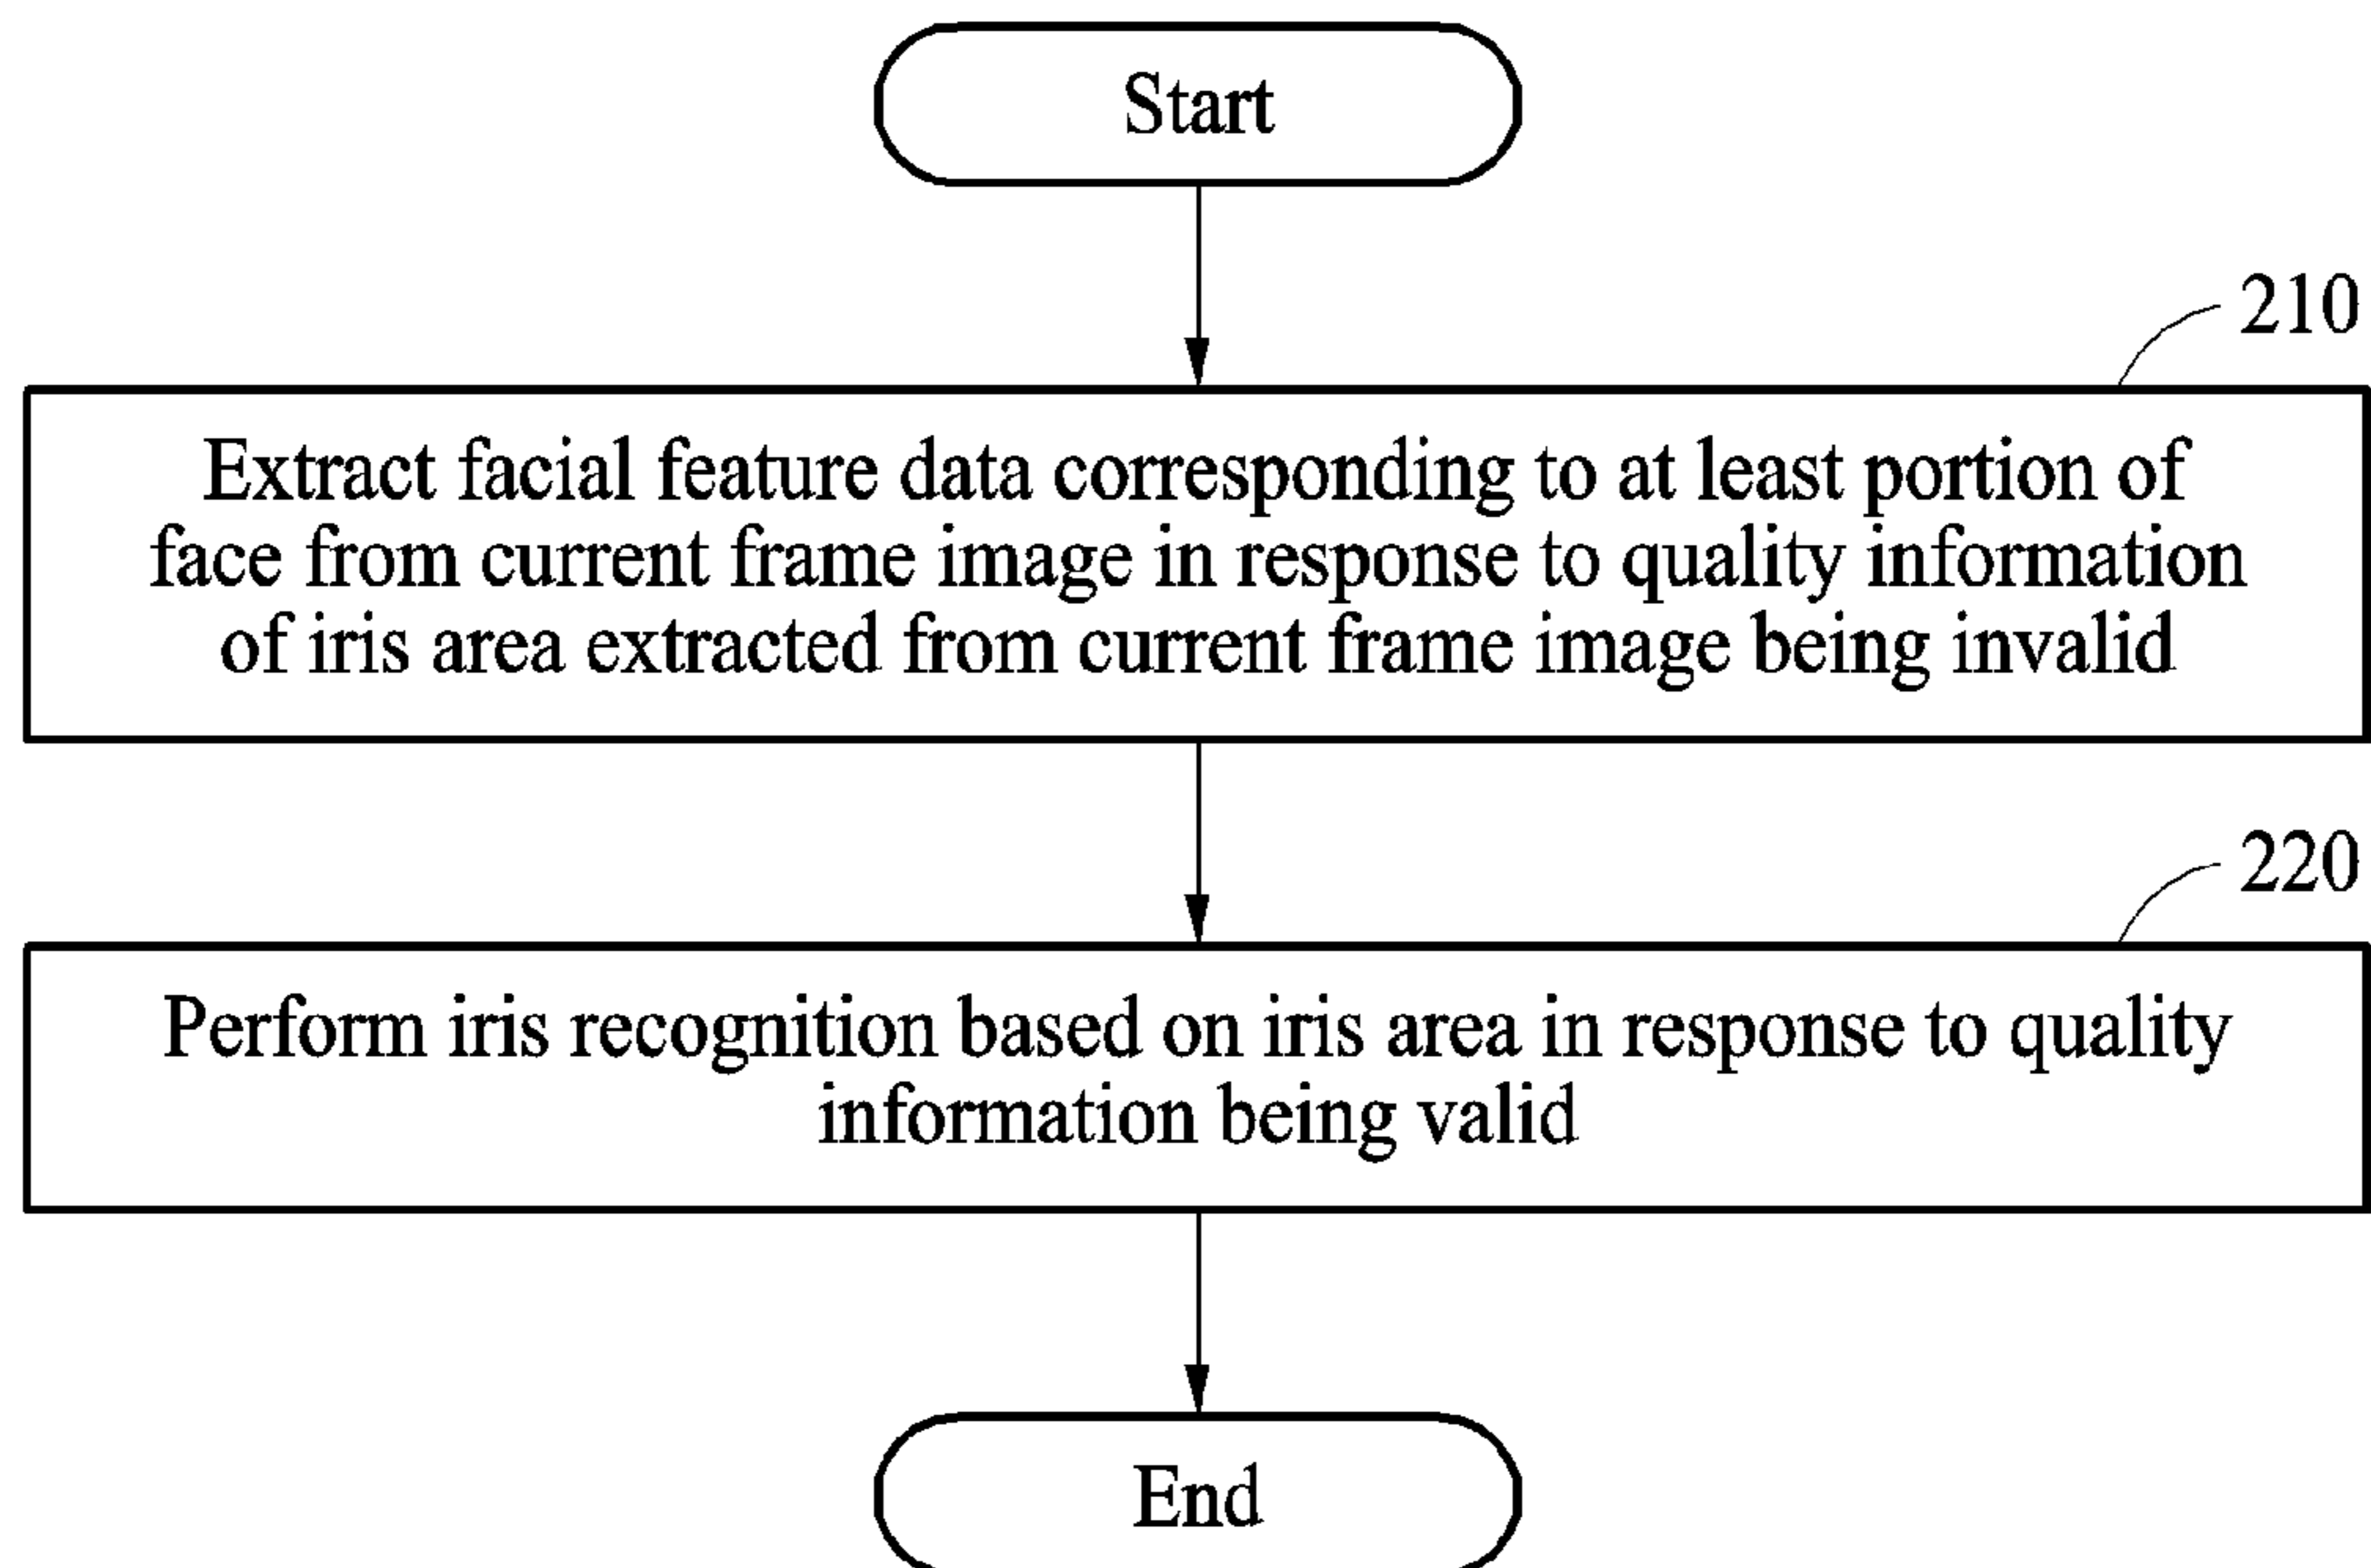 Start
210
Extract facial feature data corresponding to at least portion of
face from current frame image in response to quality information
of iris area extracted from current frame image being invalid
220
Perform iris recognition based on iris area in response to quality
information being valid
End